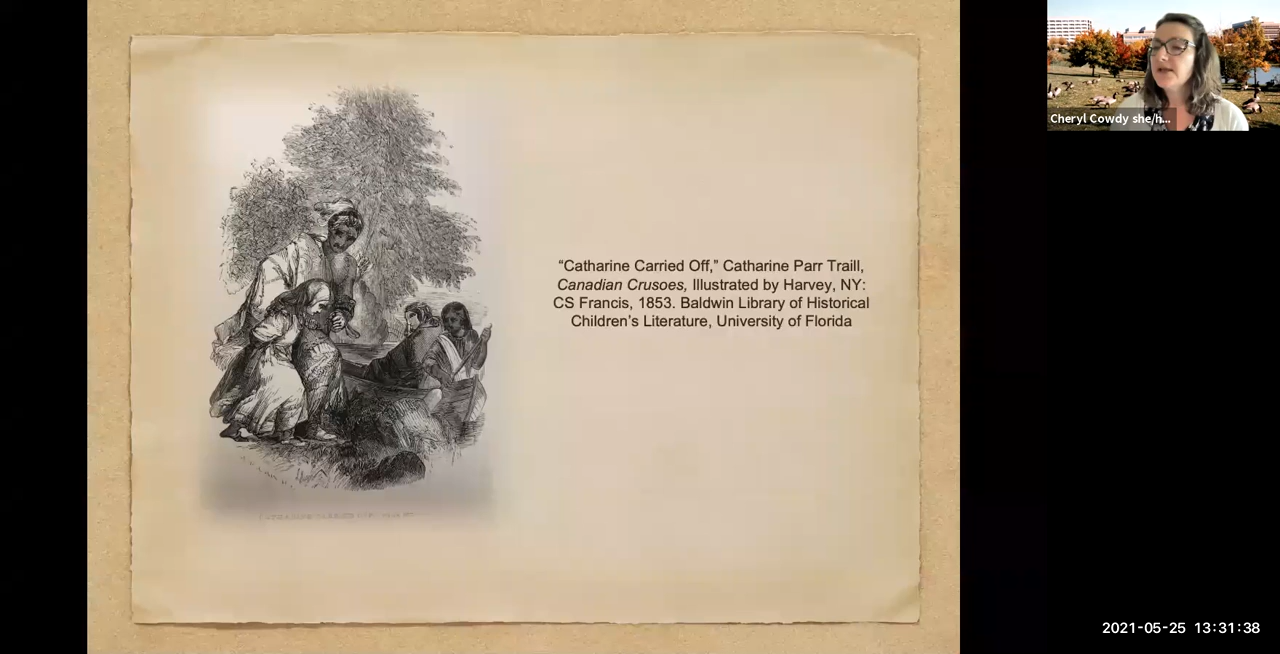 “Catharine Carried Off,” Catharine Parr Traill,
Canadian Crusoes, Illustrated by Harvey, NY:
CS Francis, 1853. Baldwin Library of Historical
Children’s Literature, University of Florida
Cheryl Cowdy she/h...
2021-05-25 13:31:38